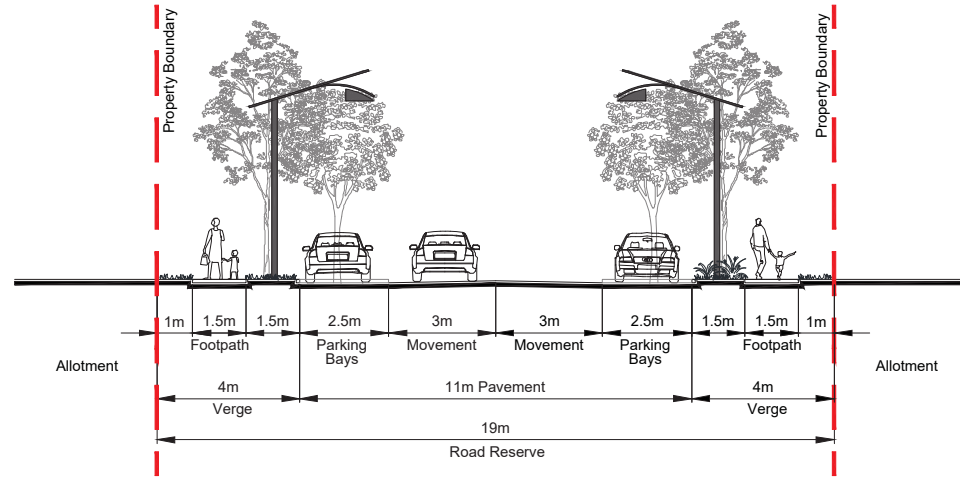 Property Boundary
Property Boundary
1m
1.5m
1.5m
2.5m
3m
3m
2.5m
1.5m
1.5m
1m
Footpath
Parking
Bays
Movement
Movement
Parking
Bays
Footpath
Allotment
Allotment
4m
11m Pavement
4m
Verge
Verge
19m
Road Reserve